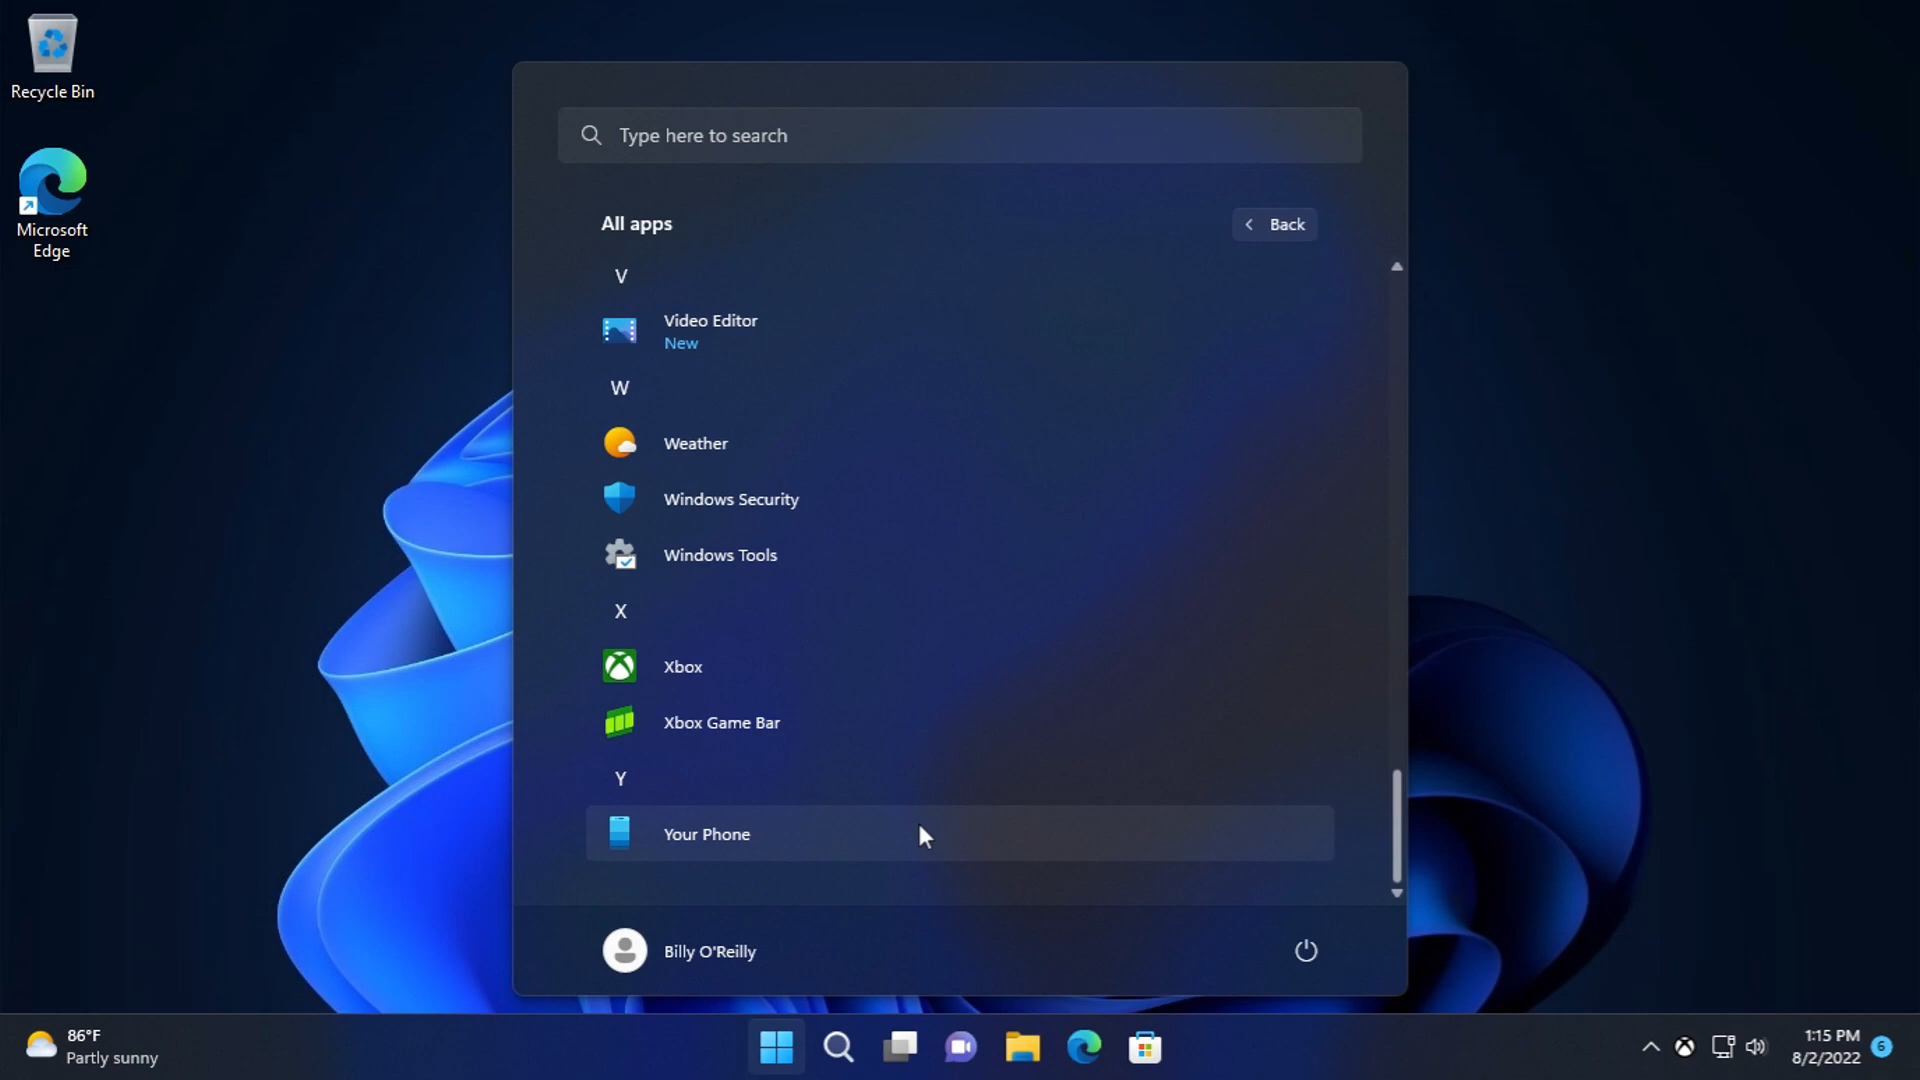 Recycle Bin
Microsoft
Edge
Type here to search
All apps
Back
V
Video Editor
New
W
Weather
Windows Security
Windows Tools
X
Xbox
Xbox Game Bar
Y
Your Phone
Billy O'Reilly
86°F
Partly sunny
1:15 PM
8/2/2022
6